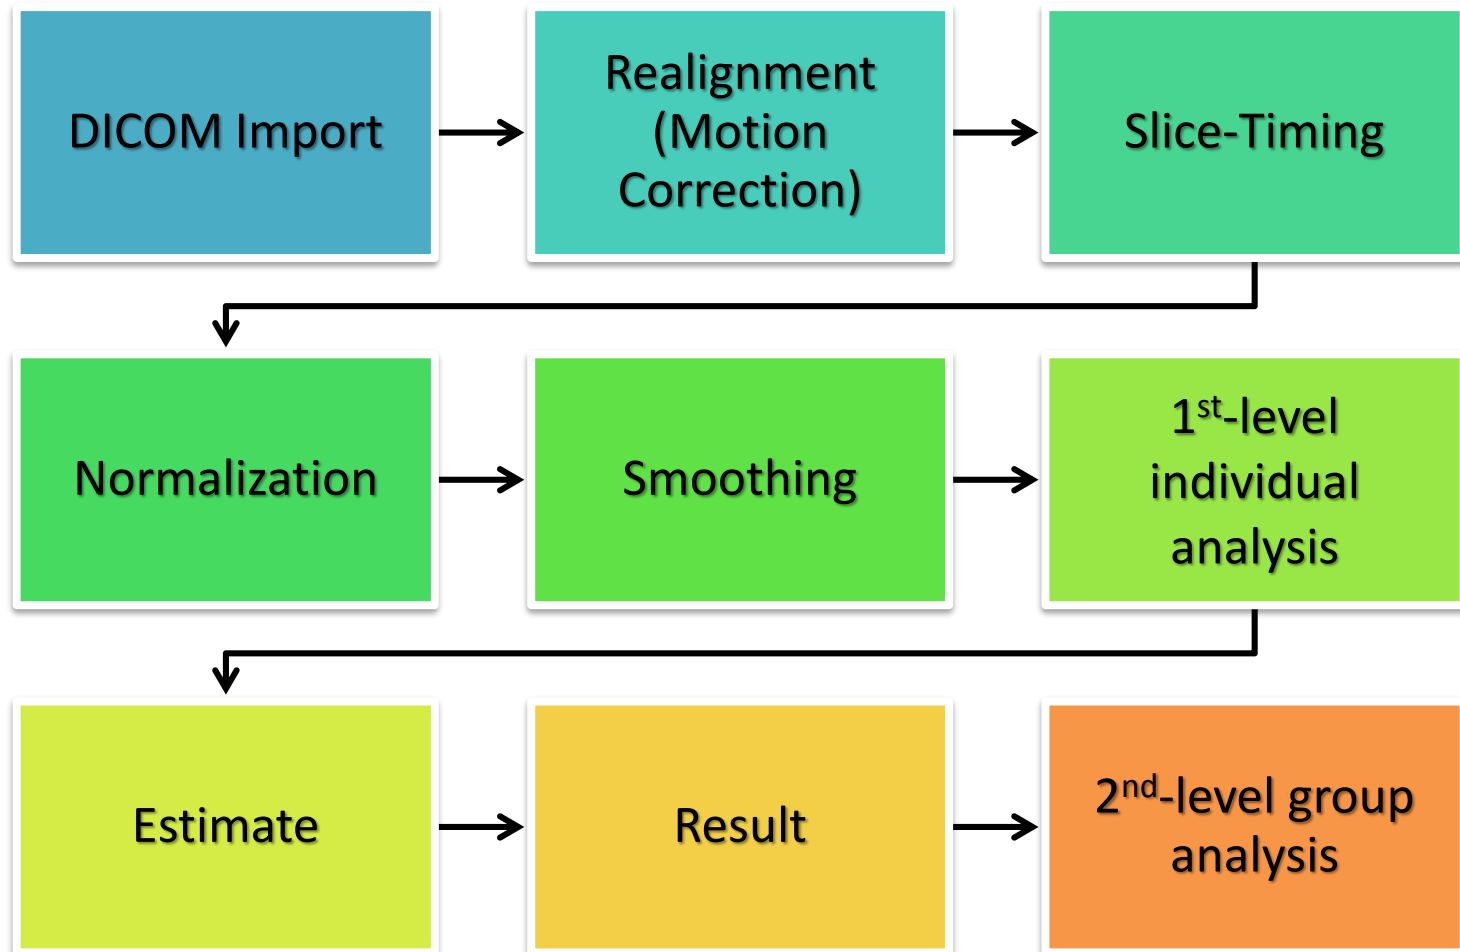 DICOM Import
Realignment
(Motion
Correction)
Slice-Timing
Normalization
Smoothing
1st-level
individual
analysis
Estimate
Result
2nd-level group
analysis